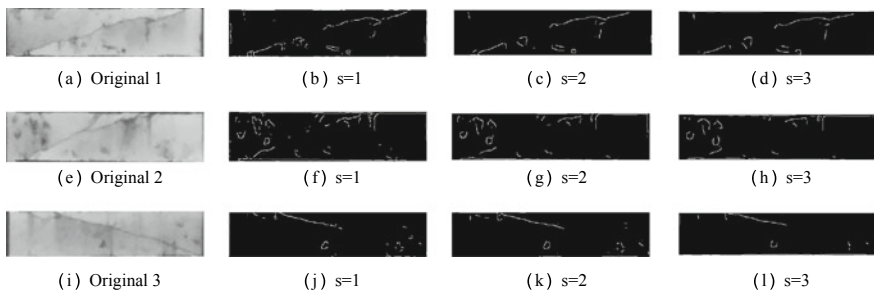 (a) Original 1 (b) s=1 (c) s=2 (d) s=3
(e) Original 2 (f) s=1 (g) s=2 (h) s=3
(i) Original 3 (j) s=1 (k) s=2 (l) s=3